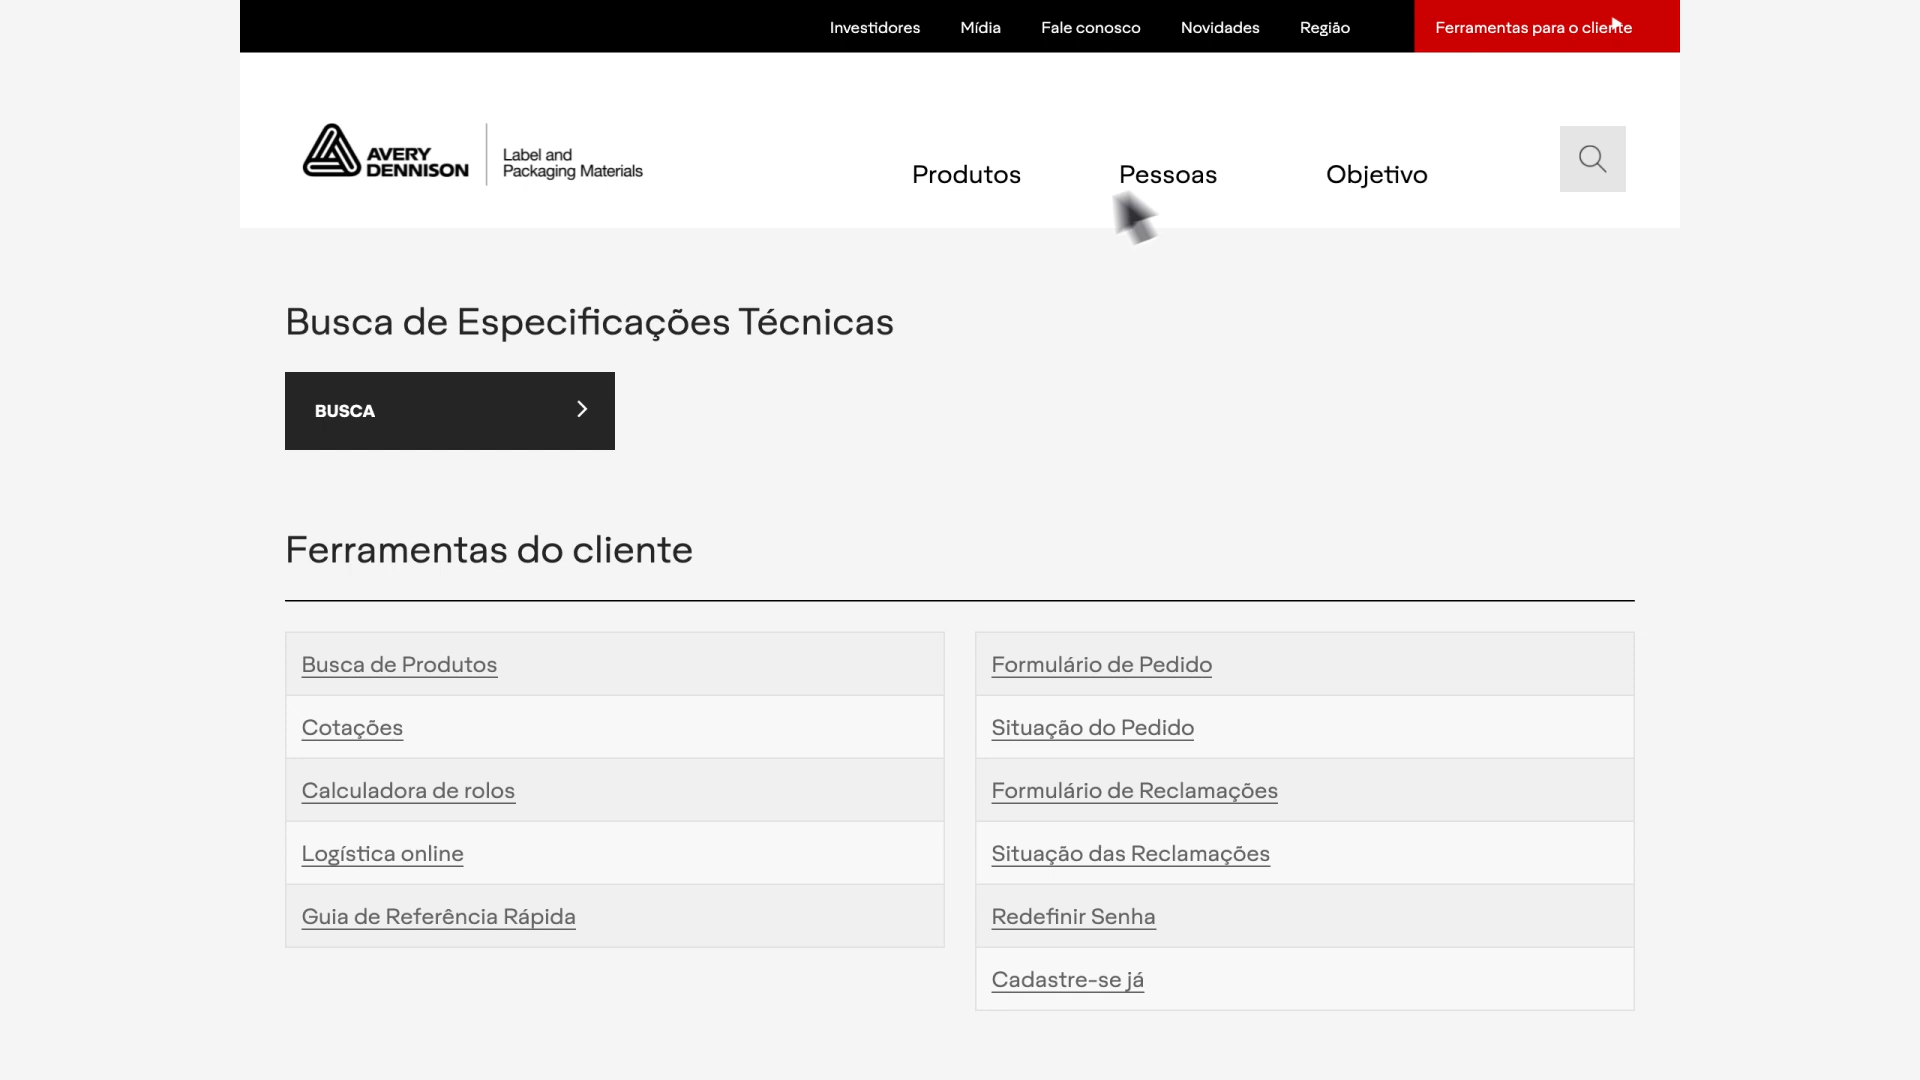 Investidores Mídia Fale conosco Novidades Região Ferramentas para o cliente
AVERY
DENNISON
Label and
Packaging Materials
Produtos Pessoas Objetivo
Busca de Especificações Técnicas
BUSCA
Ferramentas do cliente
Busca de Produtos
Cotações
Calculadora de rolos
Logística online
Guia de Referência Rápida
Formulário de Pedido
Situação do Pedido
Formulário de Reclamações
Situação das Reclamações
Redefinir Senha
Cadastre-se já